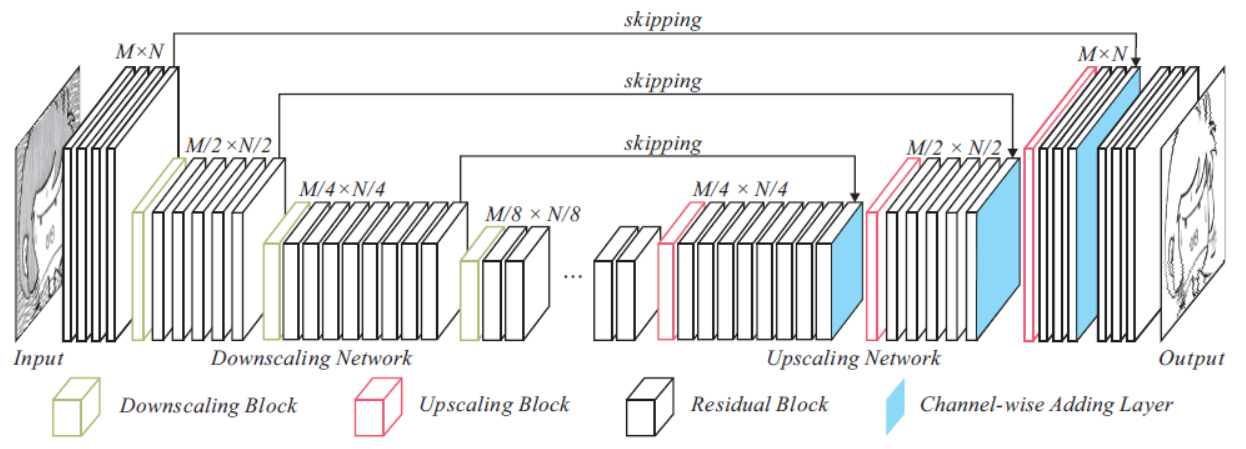 skipping
M×N
M×N
skipping
M/2 ×N/2
skipping
M/2 × N/2
M/4×N/4
M/4 × N/4
M/8 × N/8
...
Input
Downscaling Network
Upscaling Network
Output
Downscaling Block
Upscaling Block
Residual Block
Channel-wise Adding Layer